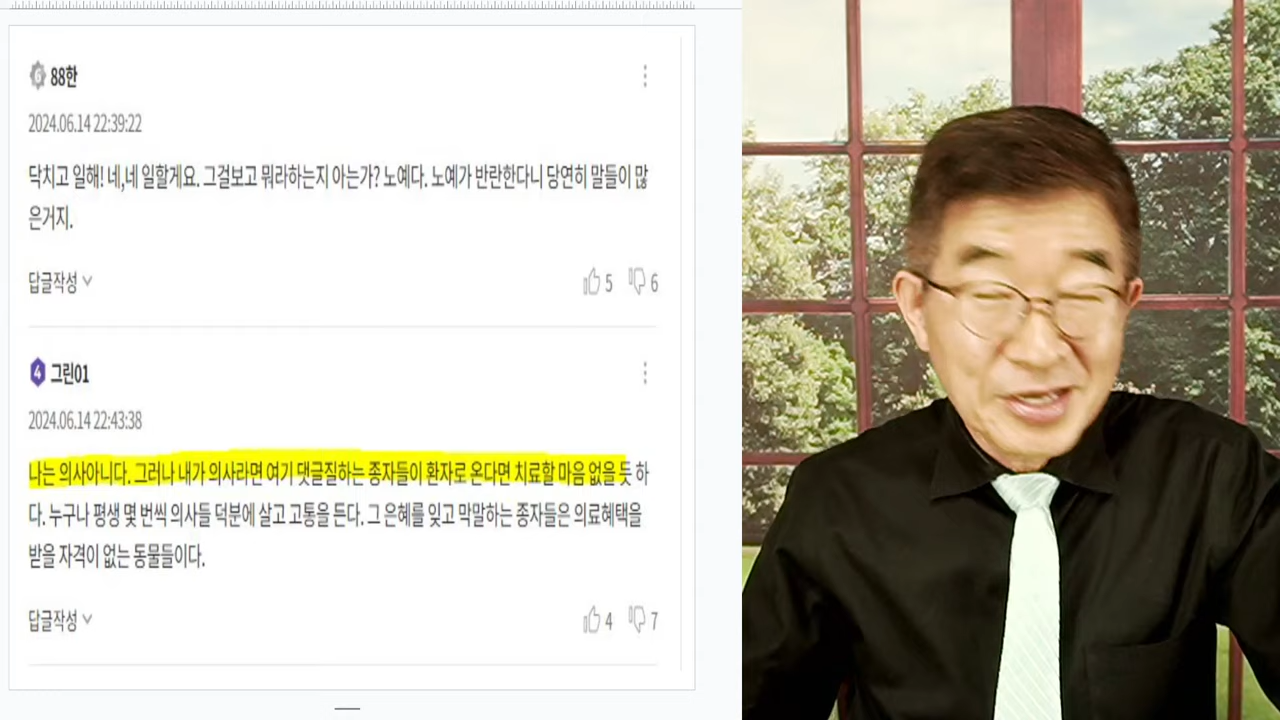 88한
2024.06.14 22:39:22
닥치고 일해! 네,네 일할게요. 그걸보고 뭐라하는지 아는가? 노예다. 노예가 반란한다니 당연히 말들이 많
은거지.
답글작성
5
6
4
그린01
2024.06.14 22:43:38
나는 의사아니다. 그러나 내가 의사라면 여기 댓글질하는 종자들이 환자로 온다면 치료할 마음 없을 듯 하
다. 누구나 평생 몇 번씩 의사들 덕분에 살고 고통을 든다. 그 은혜를 잊고 막말하는 종자들은 의료혜택을
받을 자격이 없는 동물들이다.
답글작성
4
7